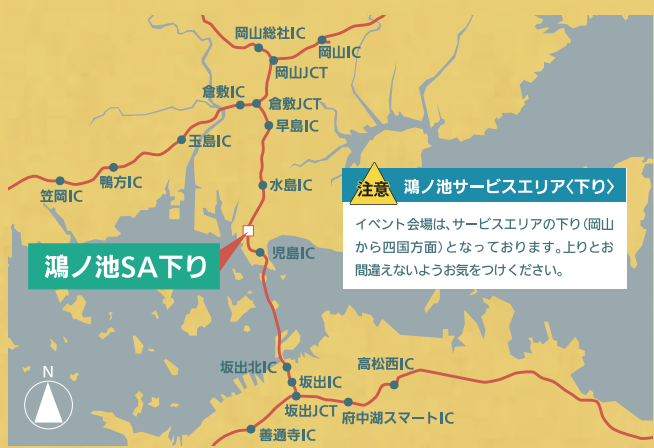 岡山総社IC
岡山IC
岡山JCT
倉敷IC
倉敷JCT
早島IC
玉島IC
鴨方IC
笠岡IC
水島IC
注意
鴻ノ池サービスエリア〈下り〉
イベント会場は、サービスエリアの下り(岡山
から四国方面)となっております。上りとお
間違えないようお気をつけください。
鴻ノ池SA下り
児島IC
坂出北IC
坂出IC
高松西IC
坂出JCT
府中湖スマートIC
善通寺IC
N